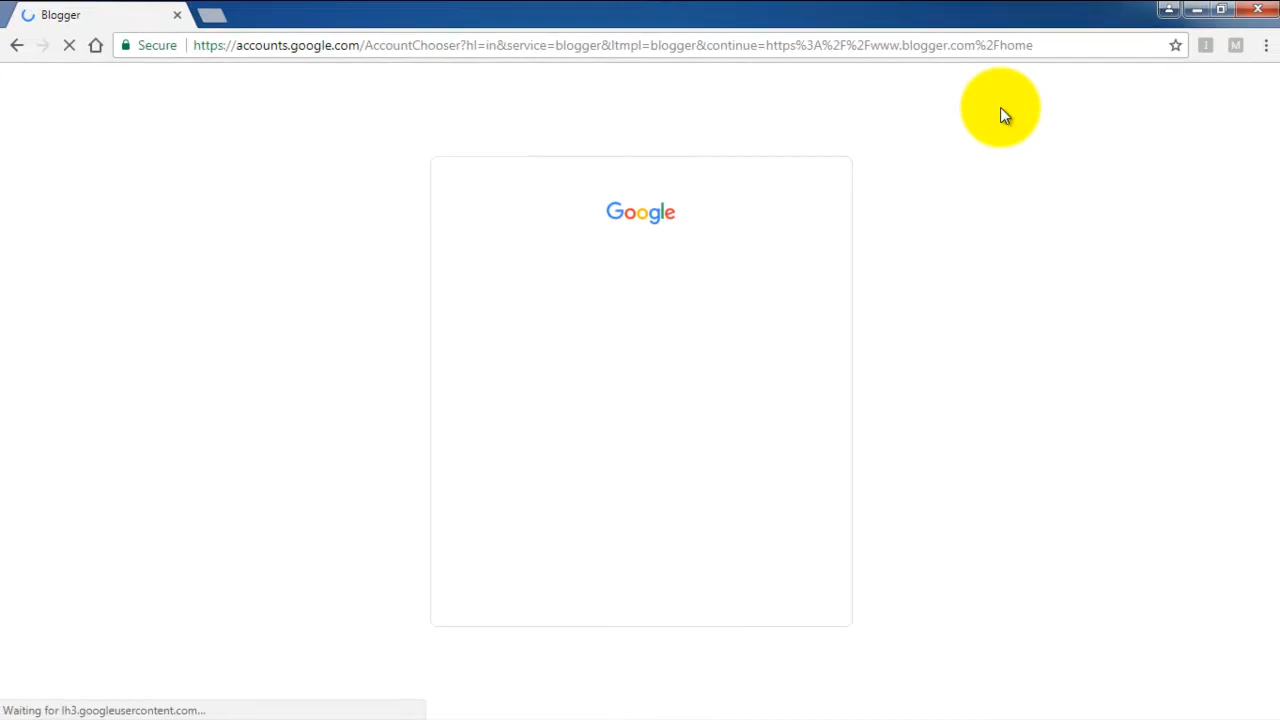 Blogger
Secure
https://accounts.google.com/AccountChooser?hl=in&service=blogger&ltmpl=blogger&continue=https%3A%2F%2Fwww.blogger.com%2Fhome
I
M
Google
Waiting for lh3.googleusercontent.com...